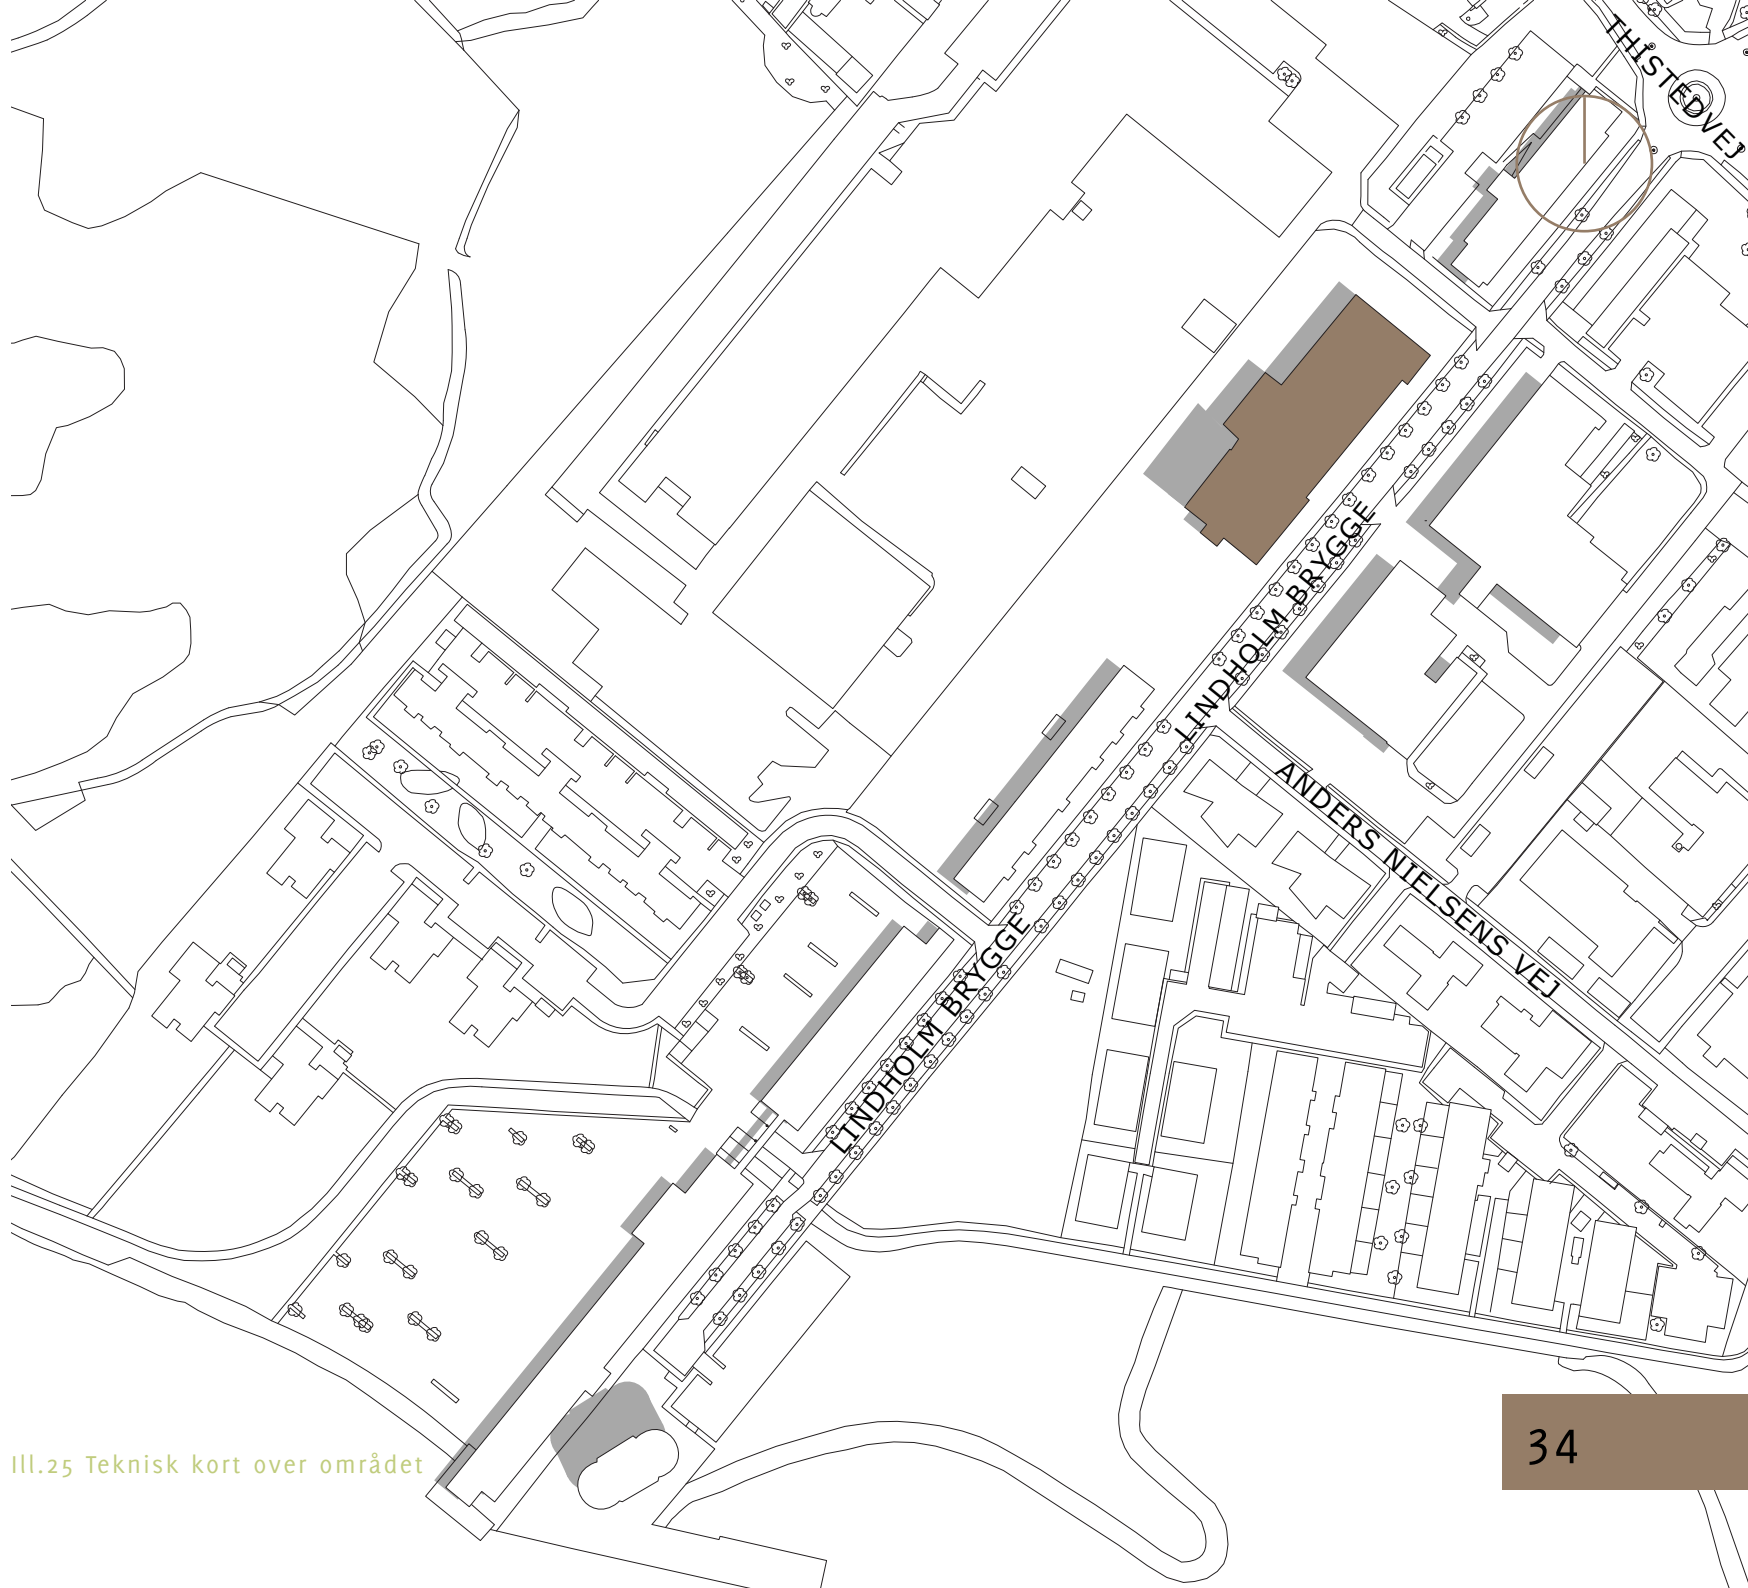 THISTEDVEJ
LINDHOLM BRYGGE
ANDERS NIELSENS VEJ
LINDHOLM BRYGGE
Ill.25 Teknisk kort over området
34